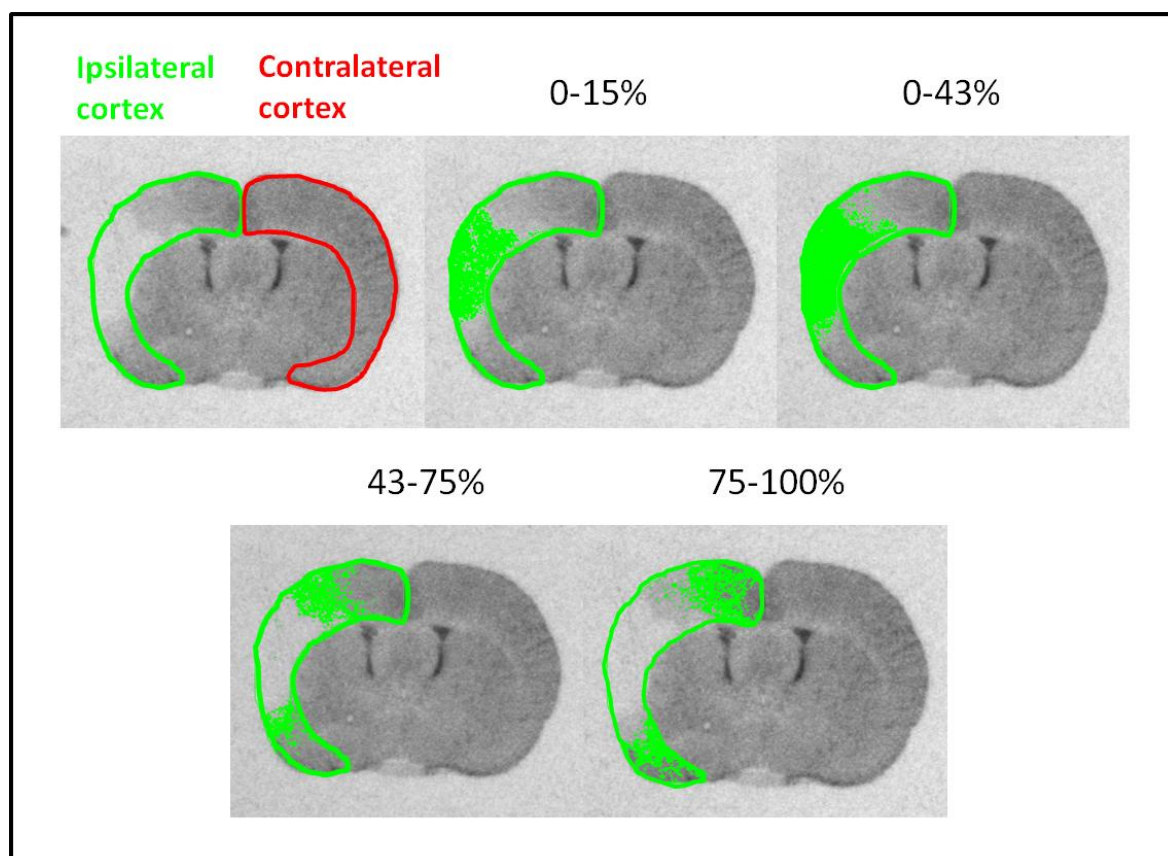 Ipsilateral
cortex
Contralateral
cortex
0-15%
0-43%
43-75%
75-100%